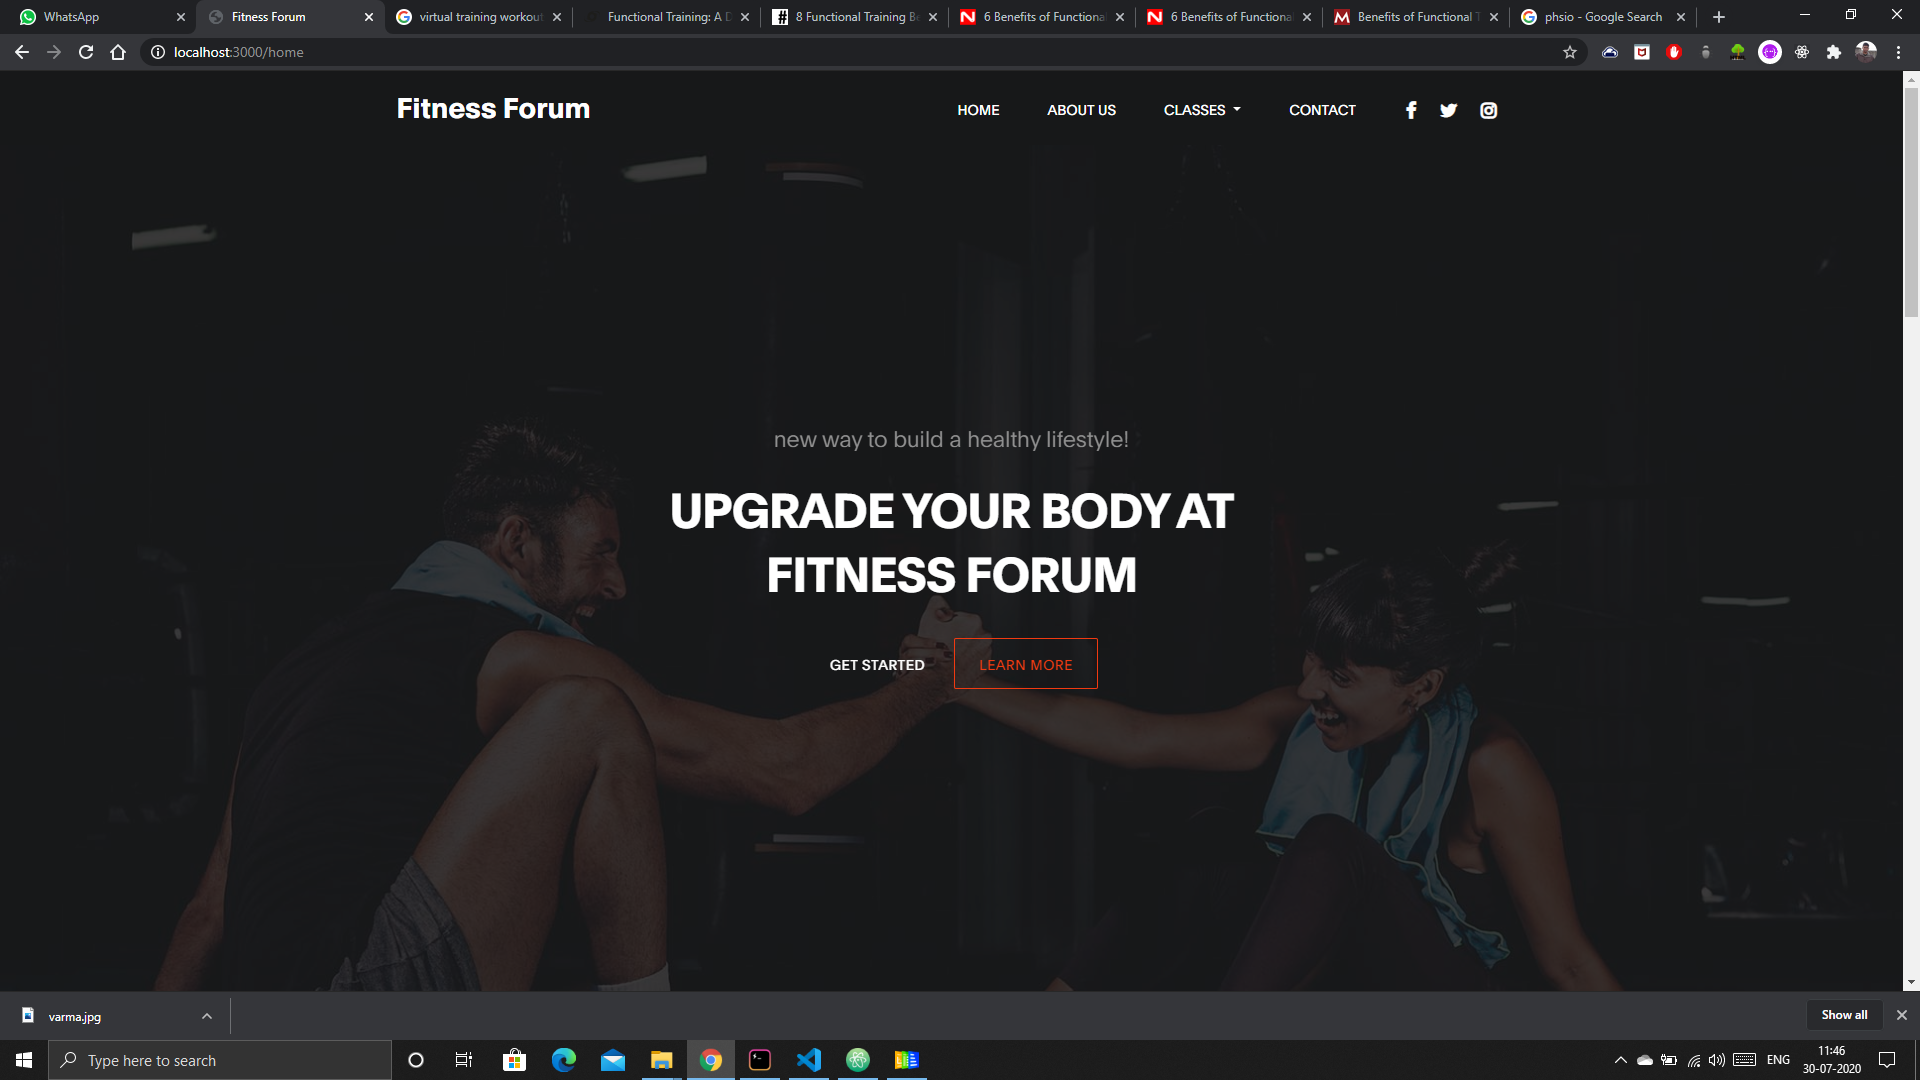 WhatsApp
Fitness Forum
virtual training workout
Functional Training: A D
8 Functional Training Be
6 Benefits of Functiona
6 Benefits of Functiona
Benefits of Functional T
phsio - Google Search
localhost:3000/home
Fitness Forum
HOME
ABOUT US
CLASSES
CONTACT
new way to build a healthy lifestyle!
UPGRADE YOUR BODY AT
FITNESS FORUM
GET STARTED
LEARN MORE
varma.jpg
Show all
Type here to search
ENG
11:46
30-07-2020